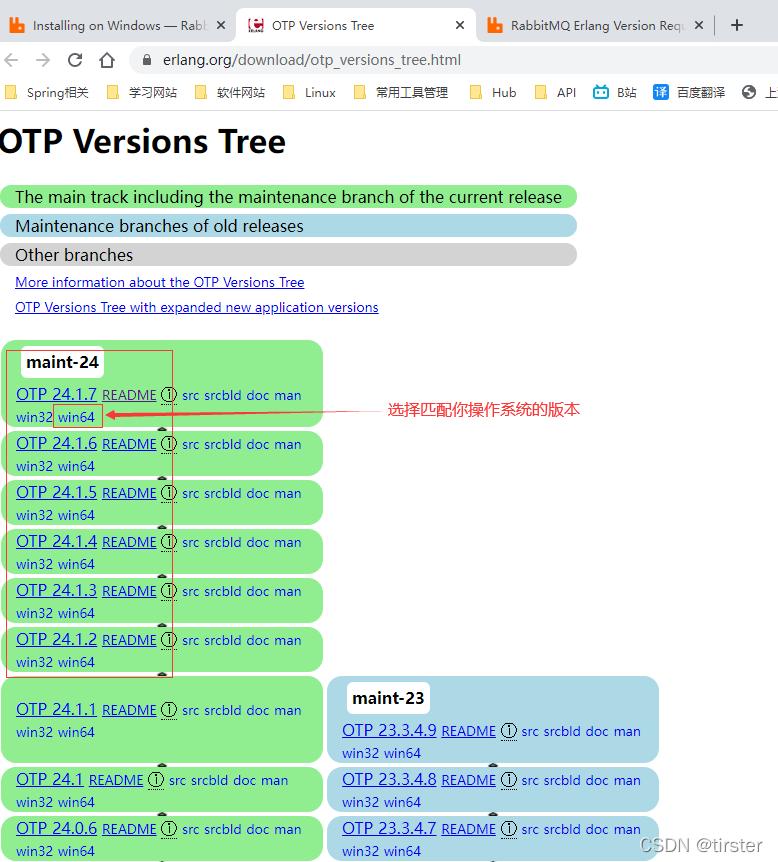 Installing on Windows — Rabb
OTP Versions Tree
RabbitMQ Erlang Version Requ
erlang.org/download/otp_versions_tree.html
Spring相关 学习网站 软件网站 Linux 常用工具管理 Hub API B站 译 百度翻译 上
OTP Versions Tree
The main track including the maintenance branch of the current release
Maintenance branches of old releases
Other branches
More information about the OTP Versions Tree
OTP Versions Tree with expanded new application versions
maint-24
OTP 24.1.7 README ⓘ src srcbld doc man
win32 win64
选择匹配你操作系统的版本
OTP 24.1.6 README ⓘ src srcbld doc man
win32 win64
OTP 24.1.5 README ⓘ src srcbld doc man
win32 win64
OTP 24.1.4 README ⓘ src srcbld doc man
win32 win64
OTP 24.1.3 README ⓘ src srcbld doc man
win32 win64
OTP 24.1.2 README ⓘ src srcbld doc man
win32 win64
OTP 24.1.1 README ⓘ src srcbld doc man
win32 win64
maint-23
OTP 23.3.4.9 README ⓘ src srcbld doc man
win32 win64
OTP 24.1 README ⓘ src srcbld doc man
win32 win64
OTP 23.3.4.8 README ⓘ src srcbld doc man
win32 win64
OTP 24.0.6 README ⓘ src srcbld doc man
win32 win64
OTP 23.3.4.7 README ⓘ src srcbld doc man
win32 win64
CSDN @tirster